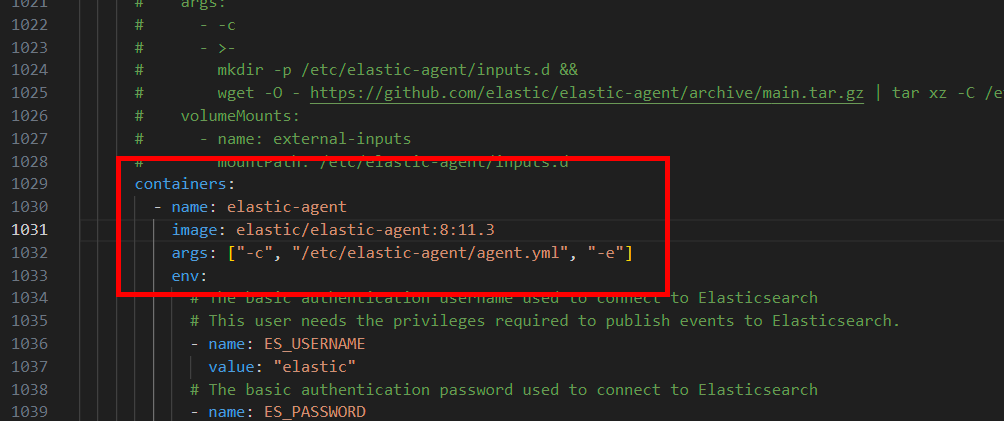 1021 # args:
1022 # - -c
1023 # - >-
1024 # mkdir -p /etc/elastic-agent/inputs.d &&
1025 # wget -O - https://github.com/elastic/elastic-agent/archive/main.tar.gz | tar xz -C /e
1026 # volumeMounts:
1027 # - name: external-inputs
1028 # mountPath: /etc/elastic-agent/inputs.d
1029 containers:
1030 - name: elastic-agent
1031 image: elastic/elastic-agent:8:11.3
1032 args: ["-c", "/etc/elastic-agent/agent.yml", "-e"]
1033 env:
1034 # The basic authentication username used to connect to Elasticsearch
1035 # This user needs the privileges required to publish events to Elasticsearch.
1036 - name: ES_USERNAME
1037 value: "elastic"
1038 # The basic authentication password used to connect to Elasticsearch
1039 - name: ES_PASSWORD